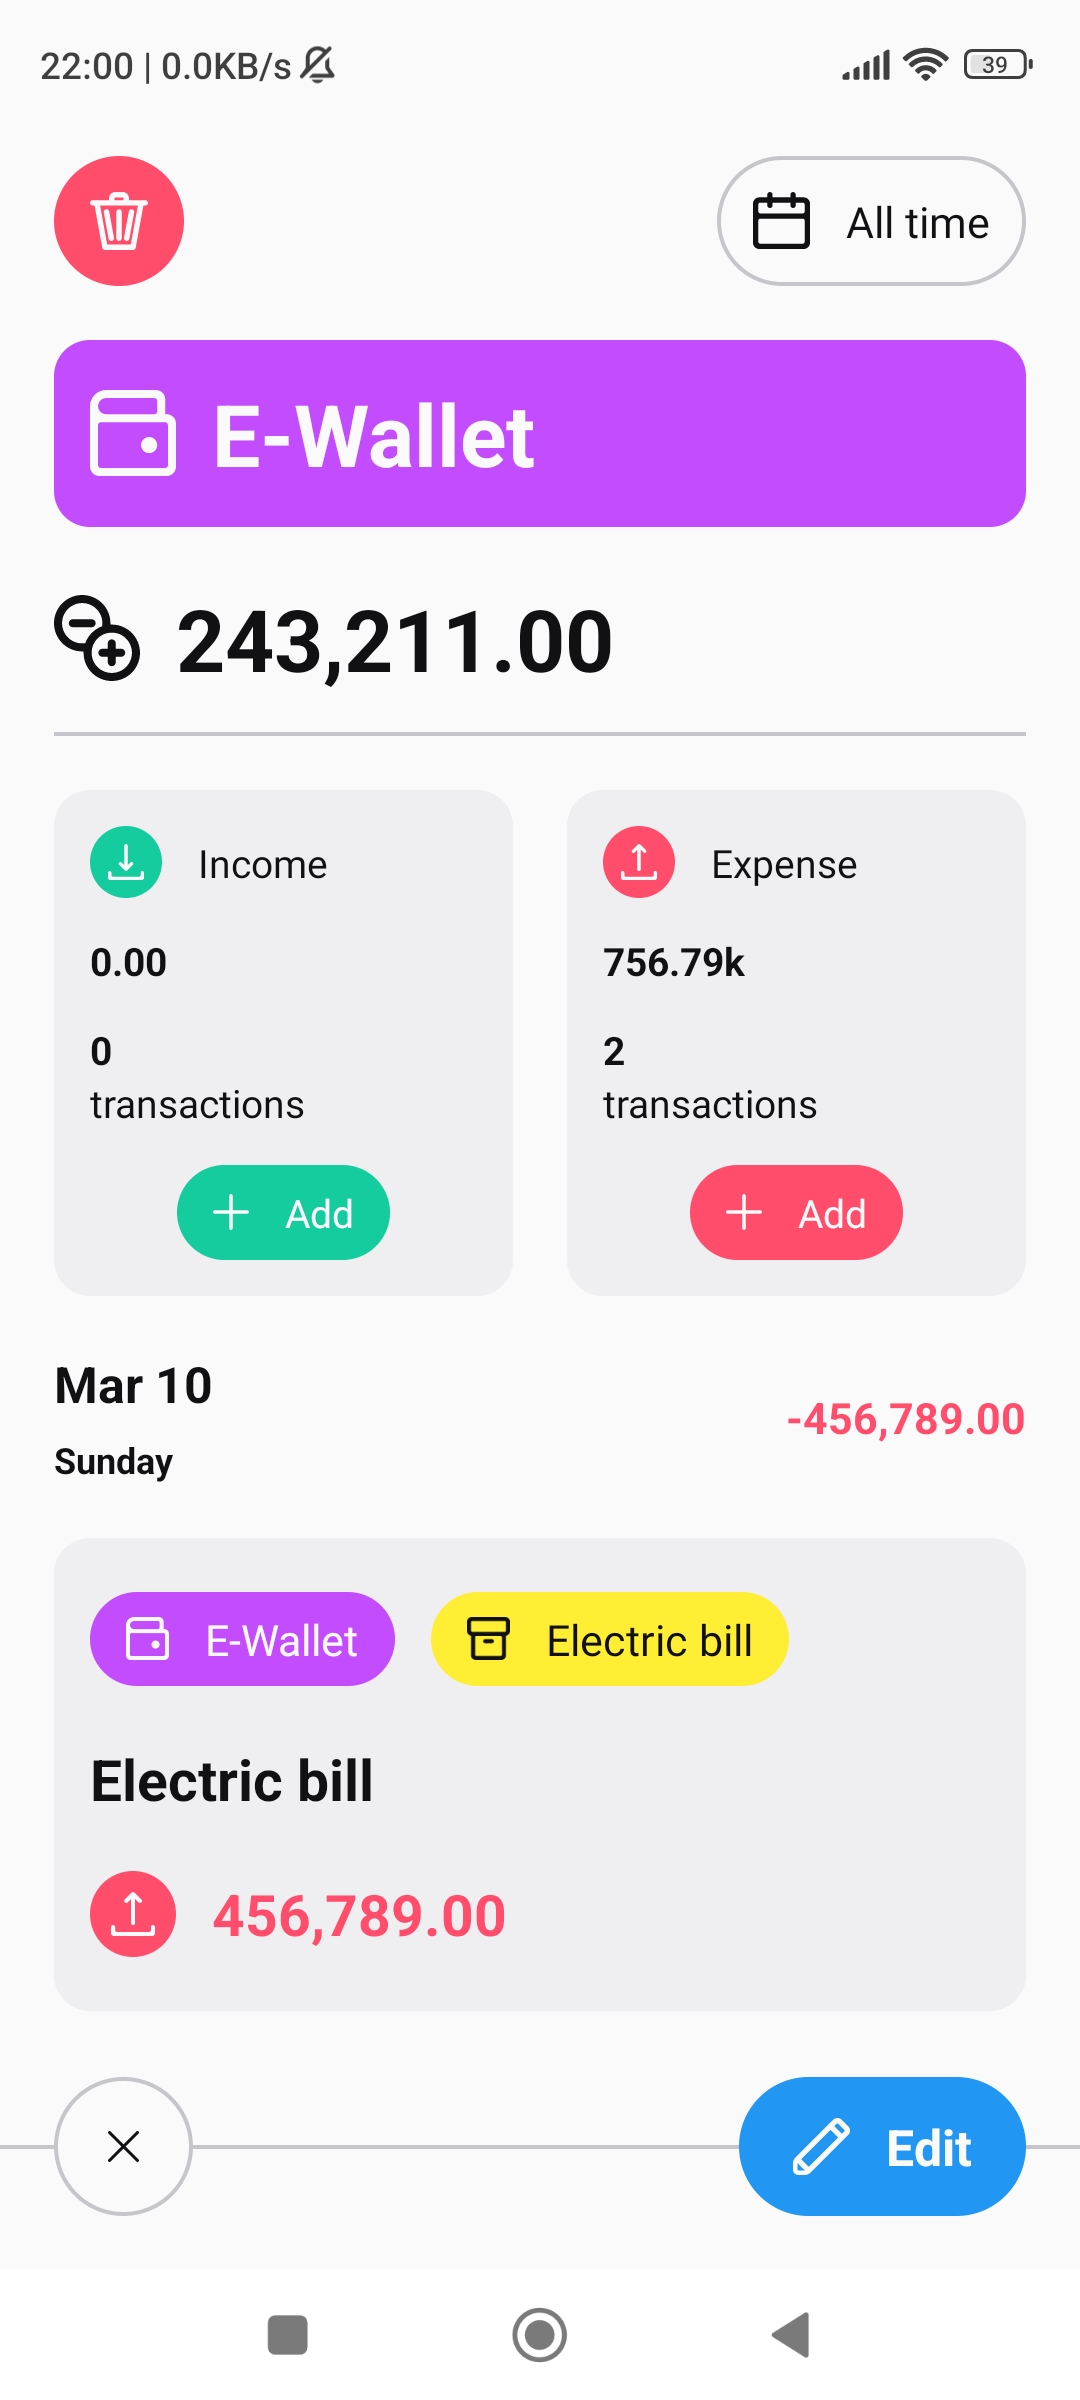 22:00 | 0.0KB/s
39
All time
E-Wallet
243,211.00
Income
0.00
0
transactions
Add
Expense
756.79k
2
transactions
Add
Mar 10
Sunday
-456,789.00
E-Wallet
Electric bill
Electric bill
456,789.00
Edit